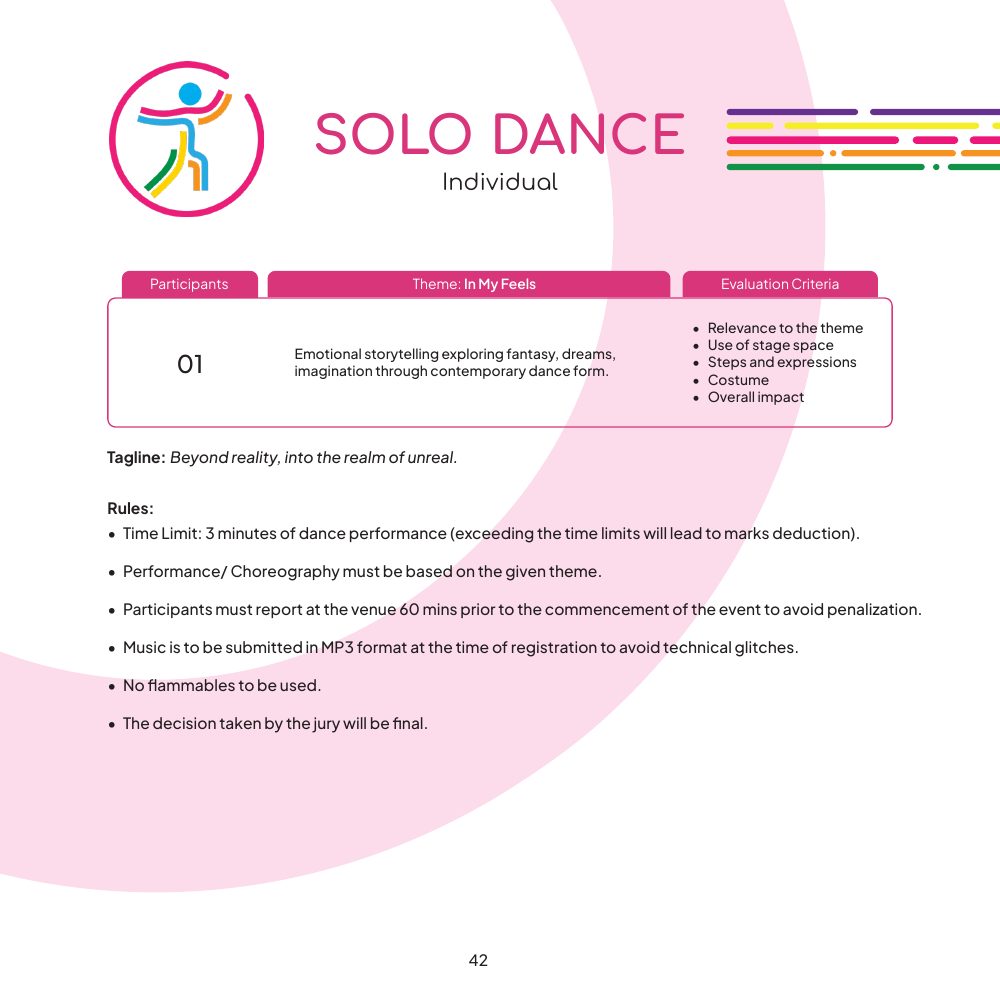 SOLO DANCE
Individual
Participants
Theme: In My Feels
Evaluation Criteria
01
Emotional storytelling exploring fantasy, dreams,
imagination through contemporary dance form.
• Relevance to the theme
• Use of stage space
• Steps and expressions
• Costume
• Overall impact
Tagline: Beyond reality, into the realm of unreal.
Rules:
• Time Limit: 3 minutes of dance performance (exceeding the time limits will lead to marks deduction).
• Performance/ Choreography must be based on the given theme.
• Participants must report at the venue 60 mins prior to the commencement of the event to avoid penalization.
• Music is to be submitted in MP3 format at the time of registration to avoid technical glitches.
• No flammables to be used.
• The decision taken by the jury will be final.
42